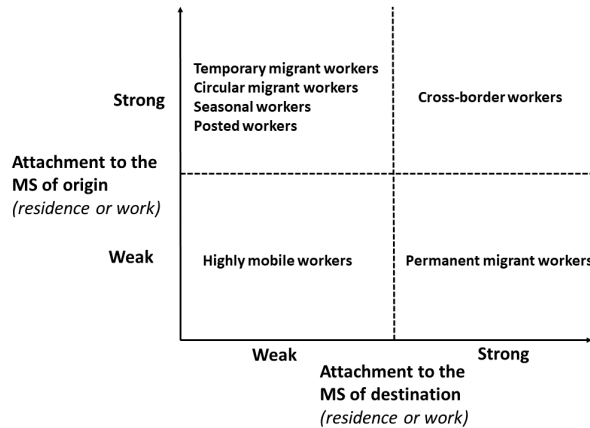 Temporary migrant workers
Circular migrant workers
Seasonal workers
Posted workers
Cross-border workers
Strong
Attachment to the
MS of origin
(residence or work)
Weak
Highly mobile workers
Permanent migrant workers
Weak
Strong
Attachment to the
MS of destination
(residence or work)